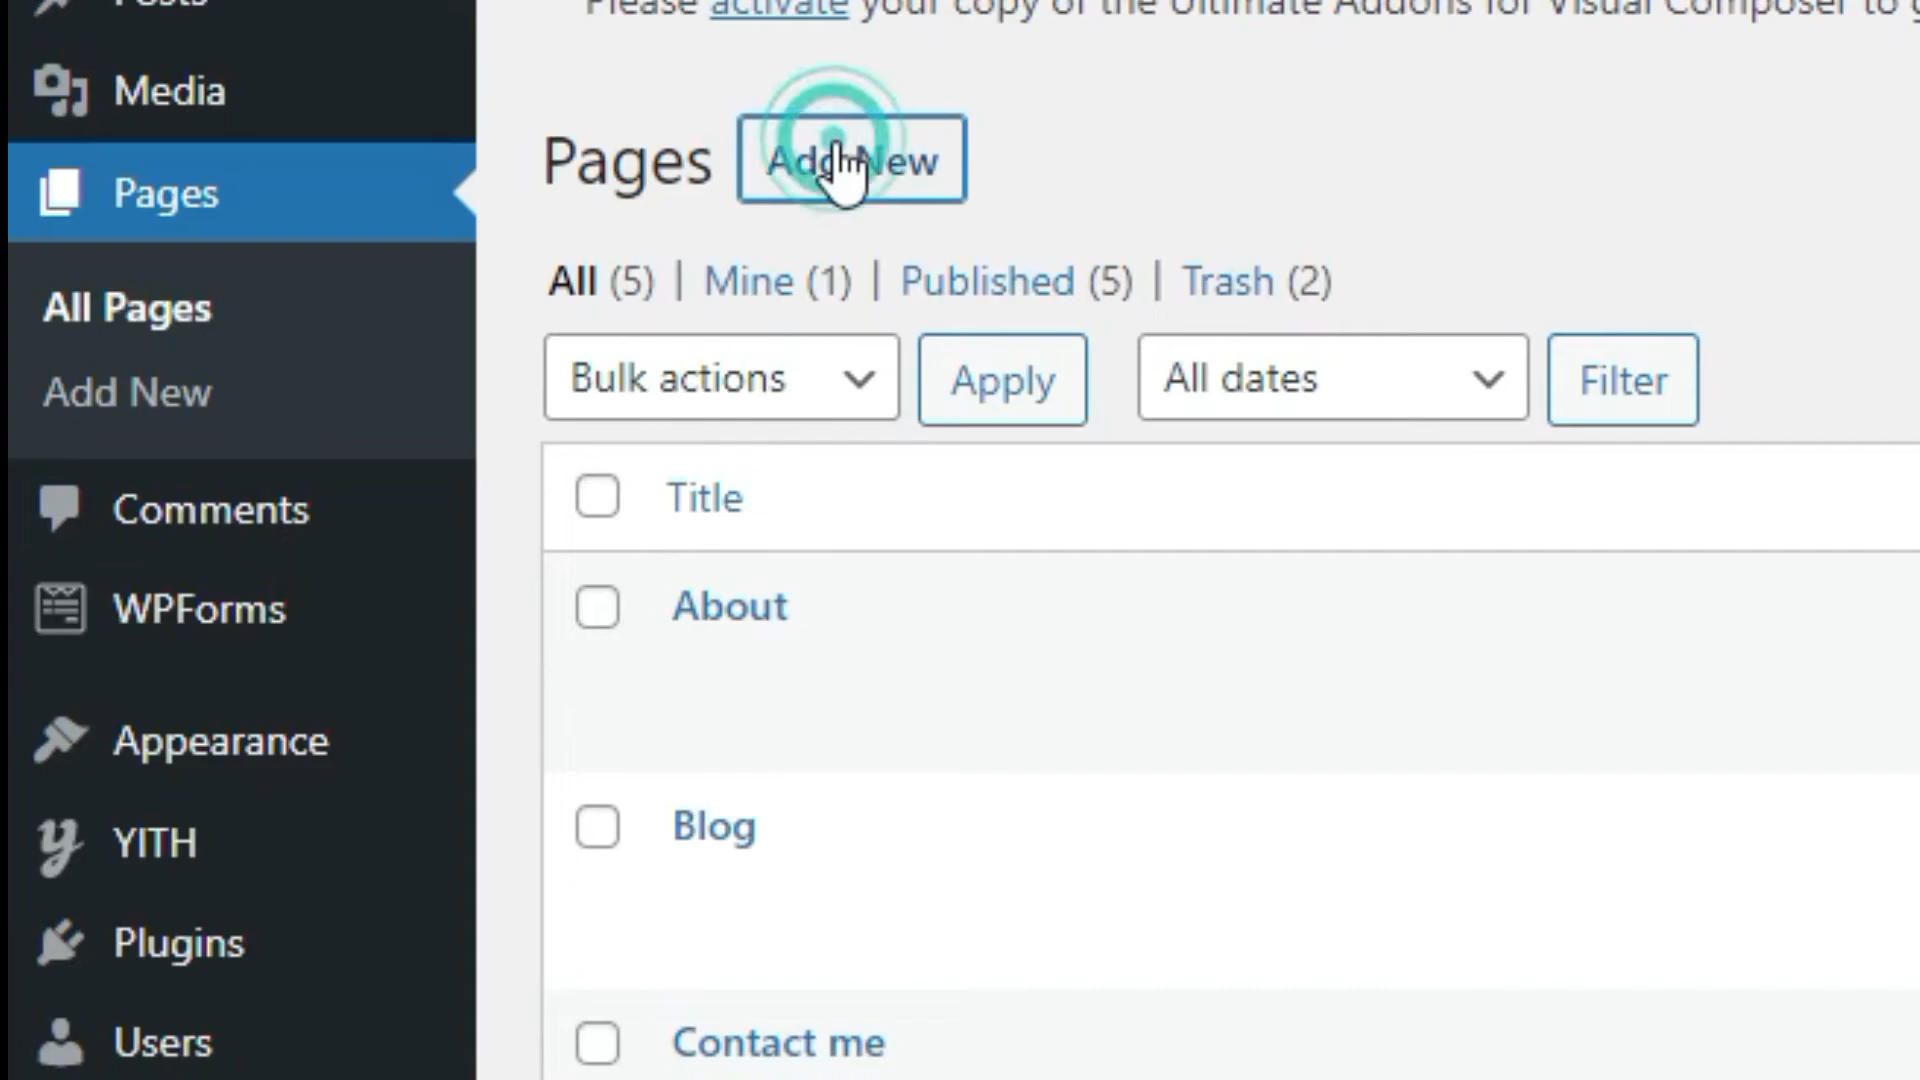 Posts
Please activate your copy of the Ultimate Addons for Visual Composer to
Media
Pages
All Pages
Add New
Comments
WPForms
Appearance
YITH
Plugins
Users
Pages Add New
All (5) | Mine (1) | Published (5) | Trash (2)
Bulk actions Apply All dates Filter
Title
About
Blog
Contact me